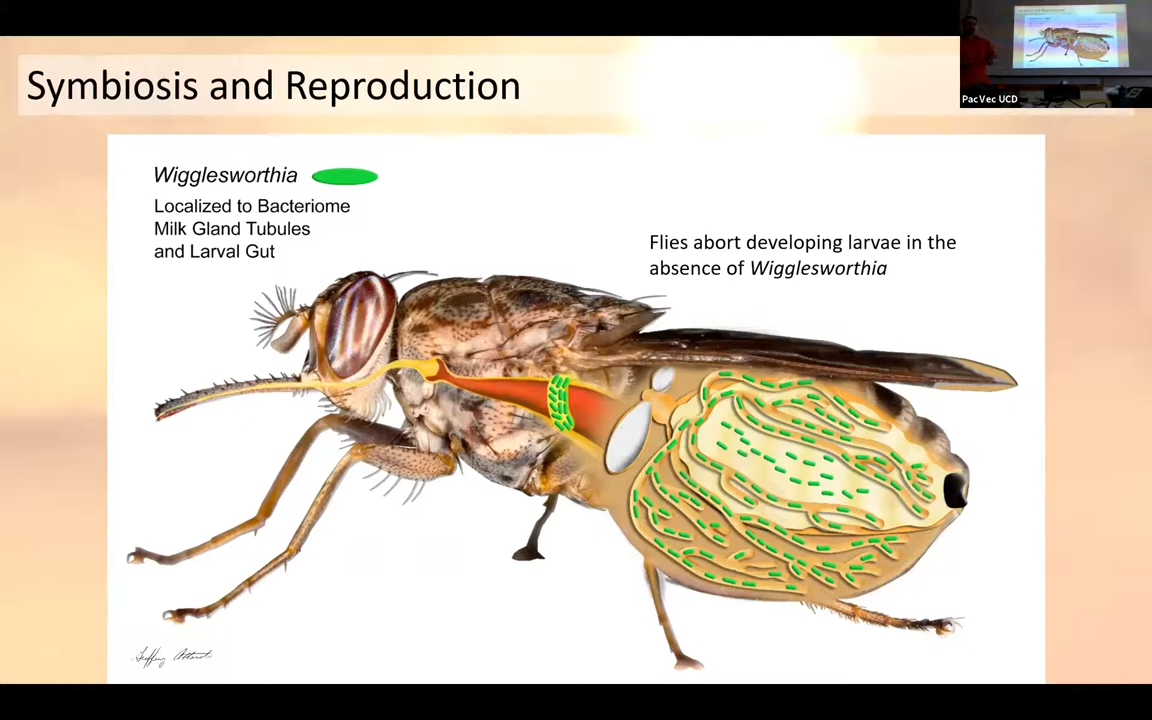 Symbiosis and Reproduction
PacVec UCD
Wigglesworthia
Localized to Bacteriome
Milk Gland Tubules
and Larval Gut
Flies abort developing larvae in the
absence of Wigglesworthia